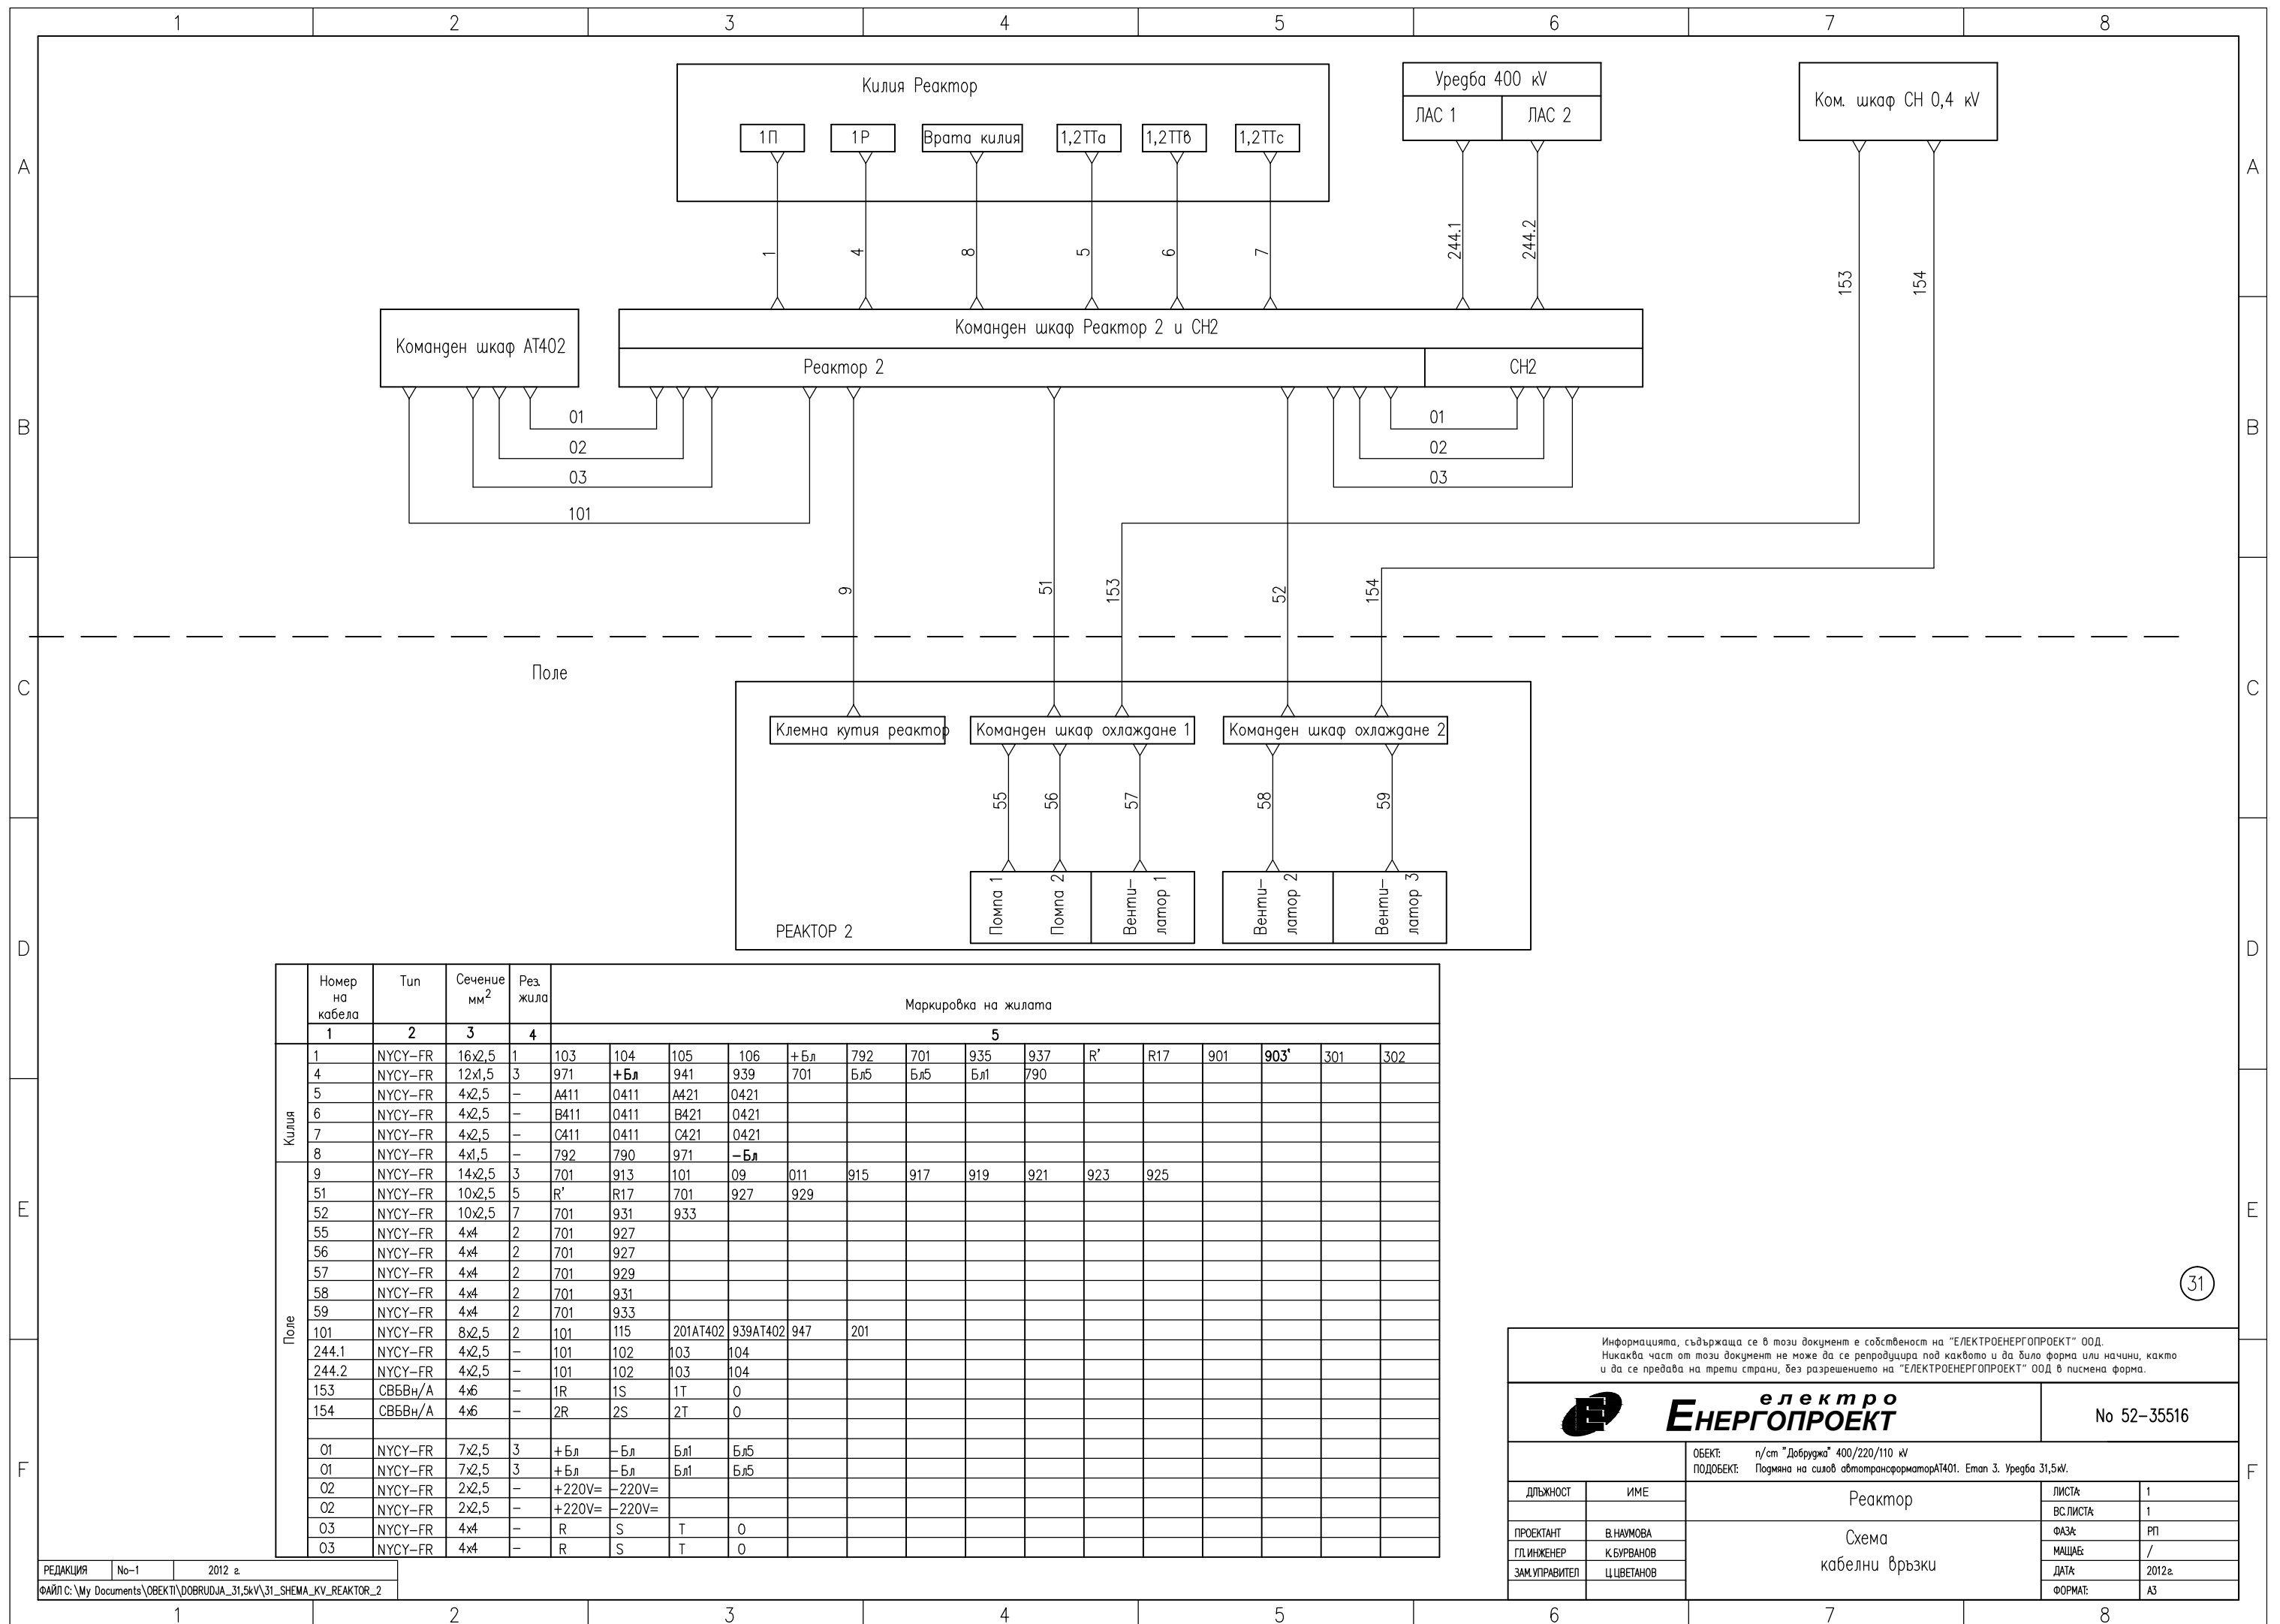 1 2 3 4 5 6 7 8
A A
B B
C C
D D
E E
F F
Килия Реактор
1П 1Р Врата килия 1,2ТТа 1,2ТТв 1,2ТТс
Уредба 400 кV
ЛАС 1 ЛАС 2
Ком. шкаф СН 0,4 кV
1 4 8 5 6 7 244.1 244.2 153 154
Команден шкаф АТ402
Команден шкаф Реактор 2 и СН2
Реактор 2 СН2
01 01
02 02
03 03
101
9 51 153 52 154
Поле
Клемна кутия реактор Команден шкаф охлаждане 1 Команден шкаф охлаждане 2
55 56 57 58 59
Помпа 1 Помпа 2 Венти-латор 1 Венти-латор 2 Венти-латор 3
РЕАКТОР 2
Номер на кабела Тип Сечение мм2 Рез. жила Маркировка на жилата
1 2 3 4 5
Килия
1 NYCY-FR 16x2,5 1 103 104 105 106 +Бл 792 701 935 937 R' R17 901 903' 301 302
4 NYCY-FR 12x1,5 3 971 +Бл 941 939 701 Бл5 Бл5 Бл1 790
5 NYCY-FR 4x2,5 - A411 0411 A421 0421
6 NYCY-FR 4x2,5 - B411 0411 B421 0421
7 NYCY-FR 4x2,5 - C411 0411 C421 0421
8 NYCY-FR 4x1,5 - 792 790 971 -Бл
Поле
9 NYCY-FR 14x2,5 3 701 913 101 09 011 915 917 919 921 923 925
51 NYCY-FR 10x2,5 5 R' R17 701 927 929
52 NYCY-FR 10x2,5 7 701 931 933
55 NYCY-FR 4x4 2 701 927
56 NYCY-FR 4x4 2 701 927
57 NYCY-FR 4x4 2 701 929
58 NYCY-FR 4x4 2 701 931
59 NYCY-FR 4x4 2 701 933
101 NYCY-FR 8x2,5 2 101 115 201AT402 939AT402 947 201
244.1 NYCY-FR 4x2,5 - 101 102 103 104
244.2 NYCY-FR 4x2,5 - 101 102 103 104
153 СВБВн/А 4x6 - 1R 1S 1T 0
154 СВБВн/А 4x6 - 2R 2S 2T 0
01 NYCY-FR 7x2,5 3 +Бл -Бл Бл1 Бл5
01 NYCY-FR 7x2,5 3 +Бл -Бл Бл1 Бл5
02 NYCY-FR 2x2,5 - +220V= -220V=
02 NYCY-FR 2x2,5 - +220V= -220V=
03 NYCY-FR 4x4 - R S T 0
03 NYCY-FR 4x4 - R S T 0
31
Информацията, съдържаща се в този документ е собственост на "ЕЛЕКТРОЕНЕРГОПРОЕКТ" ООД.
Никаква част от този документ не може да се репродуцира под каквото и да било форма или начини, както
и да се предава на трети страни, без разрешението на "ЕЛЕКТРОЕНЕРГОПРОЕКТ" ООД в писмена форма.
електро
ЕНЕРГОПРОЕКТ
No 52-35516
ОБЕКТ: п/ст "Добруджа" 400/220/110 кV
ПОДОБЕКТ: Подмяна на силов автотрансформаторАТ401. Етап 3. Уредба 31,5кV.
ДЛЪЖНОСТ ИМЕ
ПРОЕКТАНТ В. НАУМОВА
ГЛ. ИНЖЕНЕР К. БУРВАНОВ
ЗАМ. УПРАВИТЕЛ Ц. ЦВЕТАНОВ
Реактор
Схема
кабелни връзки
ЛИСТА: 1
ВС.ЛИСТА: 1
ФАЗА: РП
МАЩАБ: /
ДАТА: 2012г.
ФОРМАТ: А3
РЕДАКЦИЯ No-1 2012 г.
ФАЙЛ C:\My Documents\OBEKTI\DOBRUDJA_31,5kV\31_SHEMA_KV_REAKTOR_2
1 2 3 4 5 6 7 8